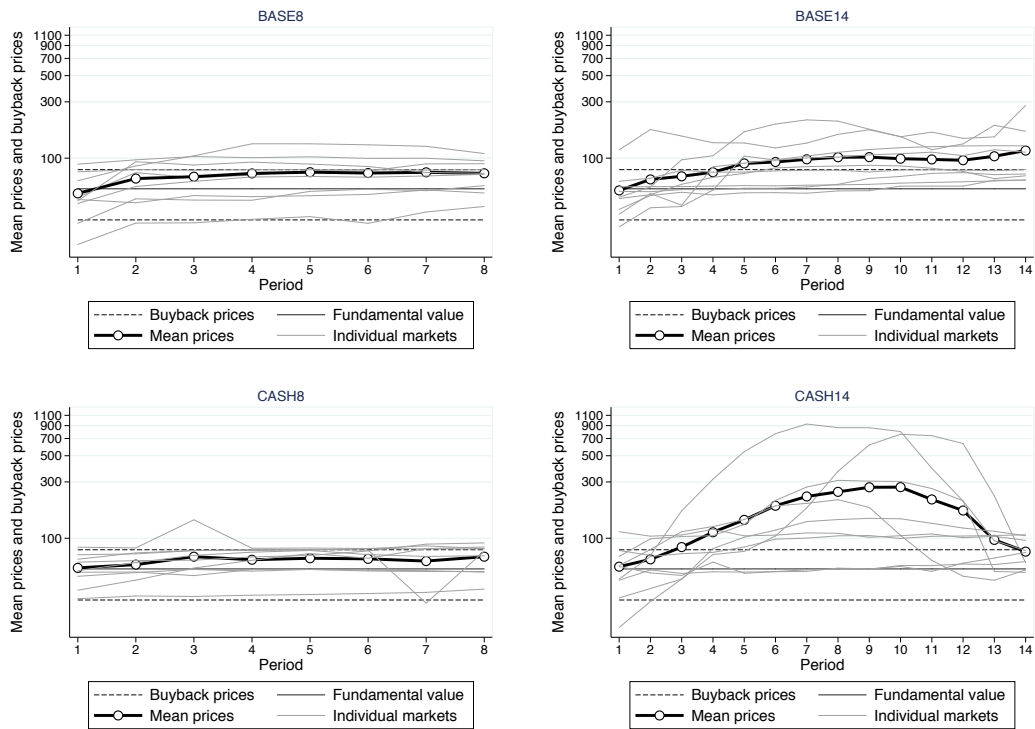 BASE8
Mean prices and buyback prices
1100
900
700
500
300
100
1 2 3 4 5 6 7 8
Period
Buyback prices Fundamental value
Mean prices Individual markets
BASE14
Mean prices and buyback prices
1100
900
700
500
300
100
1 2 3 4 5 6 7 8 9 10 11 12 13 14
Period
Buyback prices Fundamental value
Mean prices Individual markets
CASH8
Mean prices and buyback prices
1100
900
700
500
300
100
1 2 3 4 5 6 7 8
Period
Buyback prices Fundamental value
Mean prices Individual markets
CASH14
Mean prices and buyback prices
1100
900
700
500
300
100
1 2 3 4 5 6 7 8 9 10 11 12 13 14
Period
Buyback prices Fundamental value
Mean prices Individual markets